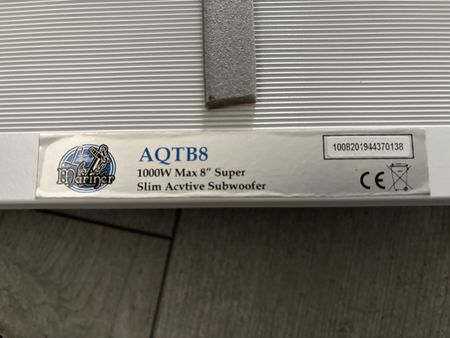 Mariner
AQTB8
1000W Max 8" Super
Slim Acvtive Subwoofer
1008201944370138
CE